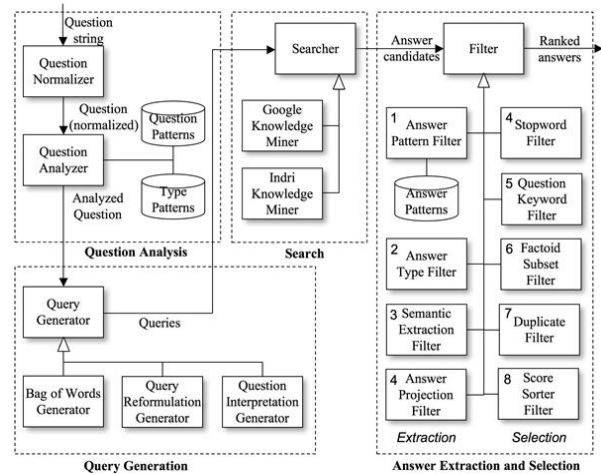 Question
string
Question
Normalizer
Question
(normalized)
Question
Patterns
Question
Analyzer
Type
Patterns
Analyzed
Question
Question Analysis
Query
Generator
Queries
Bag of Words
Generator
Query
Reformulation
Generator
Question
Interpretation
Generator
Query Generation
Searcher
Google
Knowledge
Miner
Indri
Knowledge
Miner
Search
Answer
candidates
Filter
Ranked
answers
1 Answer
Pattern Filter
Answer
Patterns
2 Answer
Type Filter
3 Semantic
Extraction
Filter
4 Answer
Projection
Filter
Extraction
4 Stopword
Filter
5 Question
Keyword
Filter
6 Factoid
Subset
Filter
7 Duplicate
Filter
8 Score
Sorter
Filter
Selection
Answer Extraction and Selection